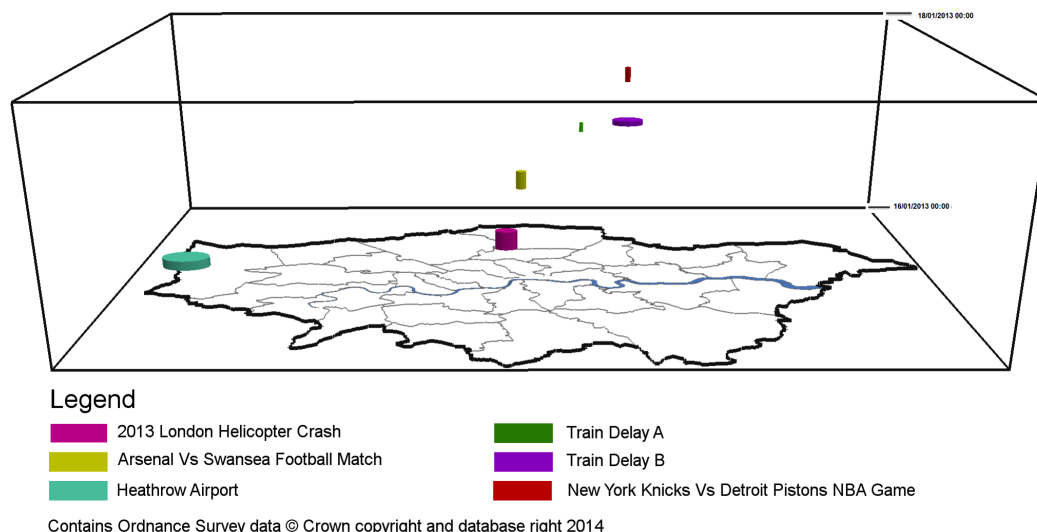 18/01/2013 00:00
16/01/2013 00:00
Legend
2013 London Helicopter Crash
Train Delay A
Arsenal Vs Swansea Football Match
Train Delay B
Heathrow Airport
New York Knicks Vs Detroit Pistons NBA Game
Contains Ordnance Survey data © Crown copyright and database right 2014